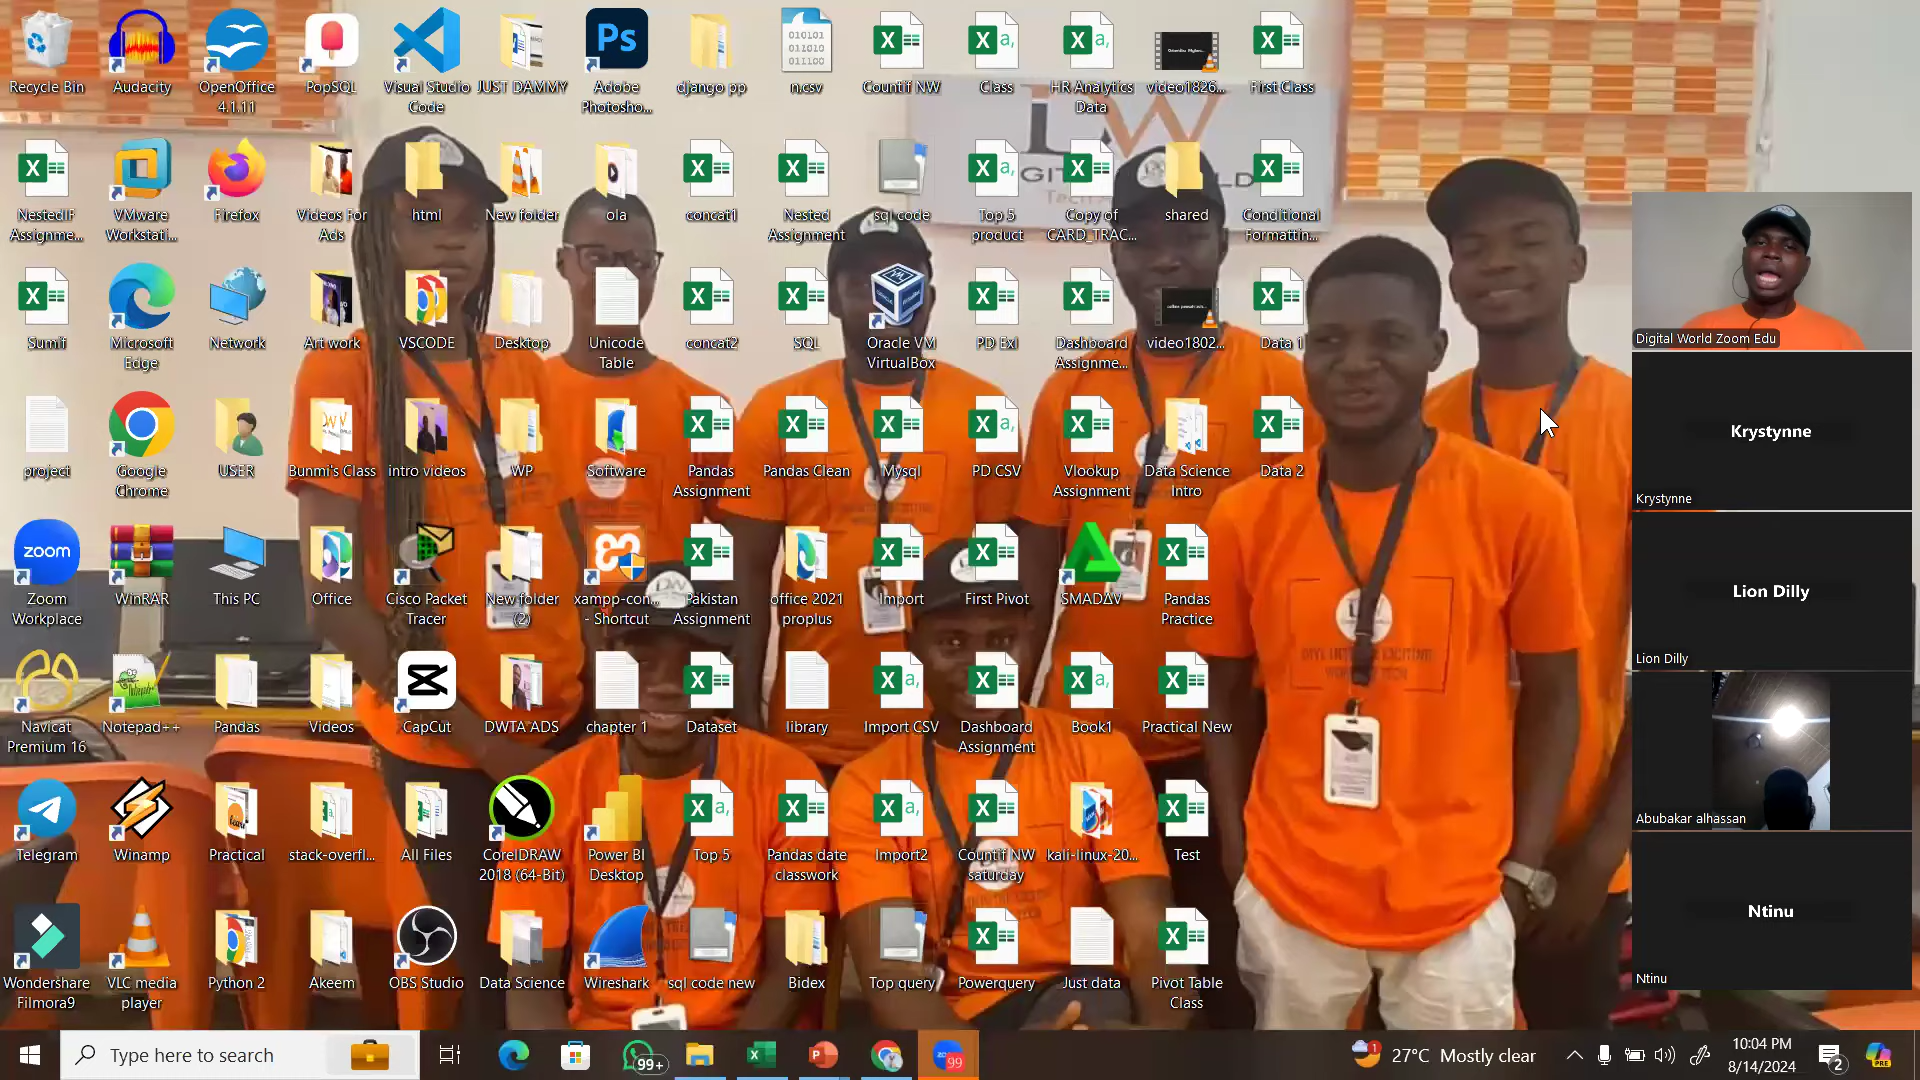 Recycle Bin
Audacity
OpenOffice
4.1.11
PopSQL
Visual Studio
Code
JUST DAMMY
Adobe
Photosho...
django pp
n.csv
Countif NW
Class
HR Analytics
Data
video1826...
First Class
NestedIF
Assignme...
VMware
Workstati...
Firefox
Videos For
Ads
html
New folder
ola
concat1
Nested
Assignment
sql code
Top 5
product
Copy of
CARD_TRAC...
shared
Conditional
Formattin...
Sumif
Microsoft
Edge
Network
Art work
VSCODE
Desktop
Unicode
Table
concat2
SQL
Oracle VM
VirtualBox
PD Exl
Dashboard
Assignme...
video1802...
Data 1
project
Google
Chrome
USER
Bunmi's Class
intro videos
WP
Software
Pandas
Assignment
Pandas Clean
Mysql
PD CSV
Vlookup
Assignment
Data Science
Intro
Data 2
zoom
Zoom
Workplace
WinRAR
This PC
Office
Cisco Packet
Tracer
New folder
(2)
xampp-con...
- Shortcut
Pakistan
Assignment
office 2021
proplus
Import
First Pivot
SMADAV
Pandas
Practice
Navicat
Premium 16
Notepad++
Pandas
Videos
CapCut
DWTA ADS
chapter 1
Dataset
library
Import CSV
Dashboard
Assignment
Book1
Practical New
Telegram
Winamp
Practical
stack-overfl...
All Files
CorelDRAW
2018 (64-Bit)
Power BI
Desktop
Top 5
Pandas date
classwork
Import2
Countif NW
saturday
kali-linux-20...
Test
Wondershare
Filmora9
VLC media
player
Python 2
Akeem
OBS Studio
Data Science
Wireshark
sql code new
Bidex
Top query
Powerquery
Just data
Pivot Table
Class
Digital World Zoom Edu
Krystynne
Krystynne
Lion Dilly
Lion Dilly
Abubakar alhassan
Ntinu
Ntinu
Type here to search
99+
99
27°C Mostly clear
10:04 PM
8/14/2024
2